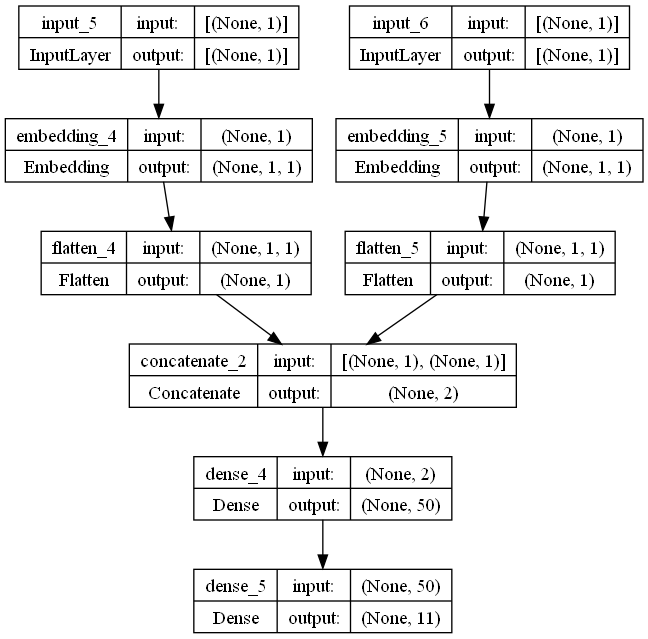 input_5 input: [(None, 1)]
InputLayer output: [(None, 1)]
input_6 input: [(None, 1)]
InputLayer output: [(None, 1)]
embedding_4 input: (None, 1)
Embedding output: (None, 1, 1)
embedding_5 input: (None, 1)
Embedding output: (None, 1, 1)
flatten_4 input: (None, 1, 1)
Flatten output: (None, 1)
flatten_5 input: (None, 1, 1)
Flatten output: (None, 1)
concatenate_2 input: [(None, 1), (None, 1)]
Concatenate output: (None, 2)
dense_4 input: (None, 2)
Dense output: (None, 50)
dense_5 input: (None, 50)
Dense output: (None, 11)